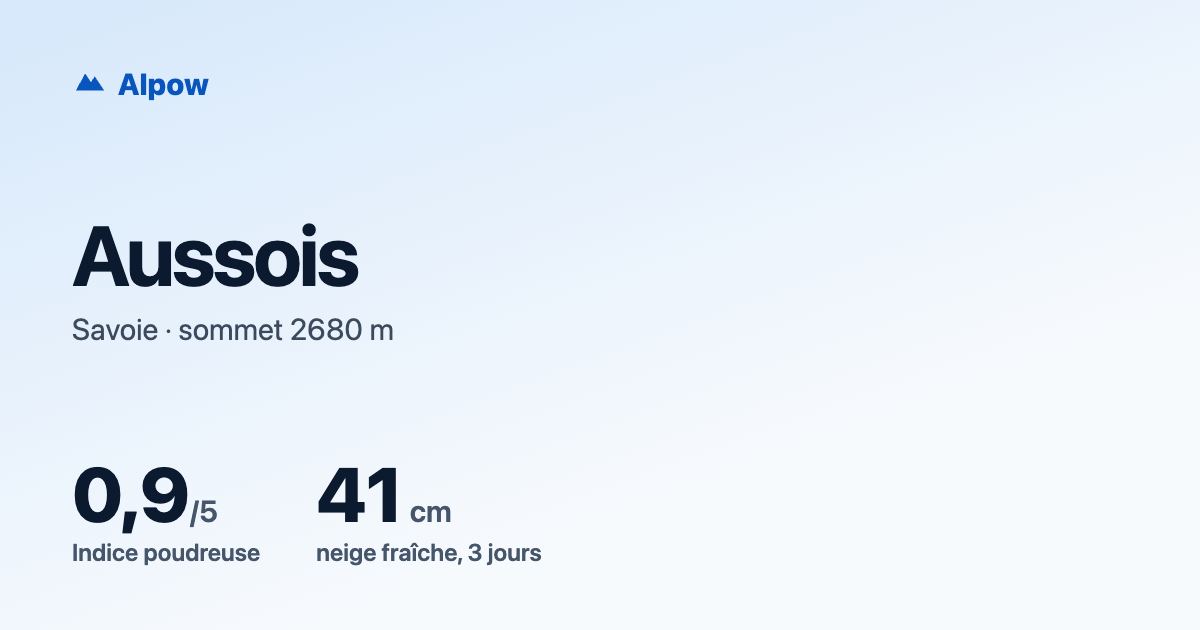 Alpow
Aussois
Savoie · sommet 2680 m
0,9/5
Indice poudreuse
41 cm
neige fraîche, 3 jours